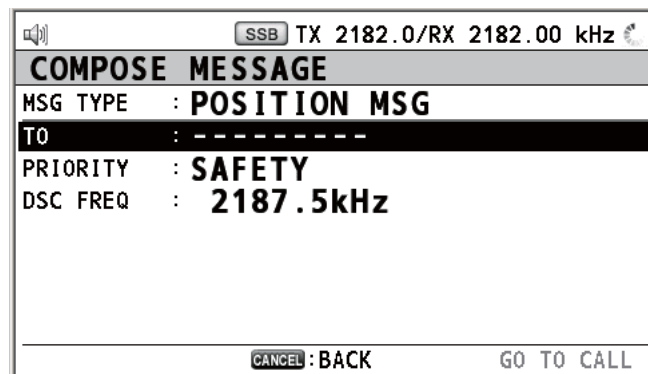 SSB TX 2182.0/RX 2182.00 kHz
COMPOSE MESSAGE
MSG TYPE : POSITION MSG
TO : ---------
PRIORITY : SAFETY
DSC FREQ : 2187.5kHz
CANCEL : BACK GO TO CALL